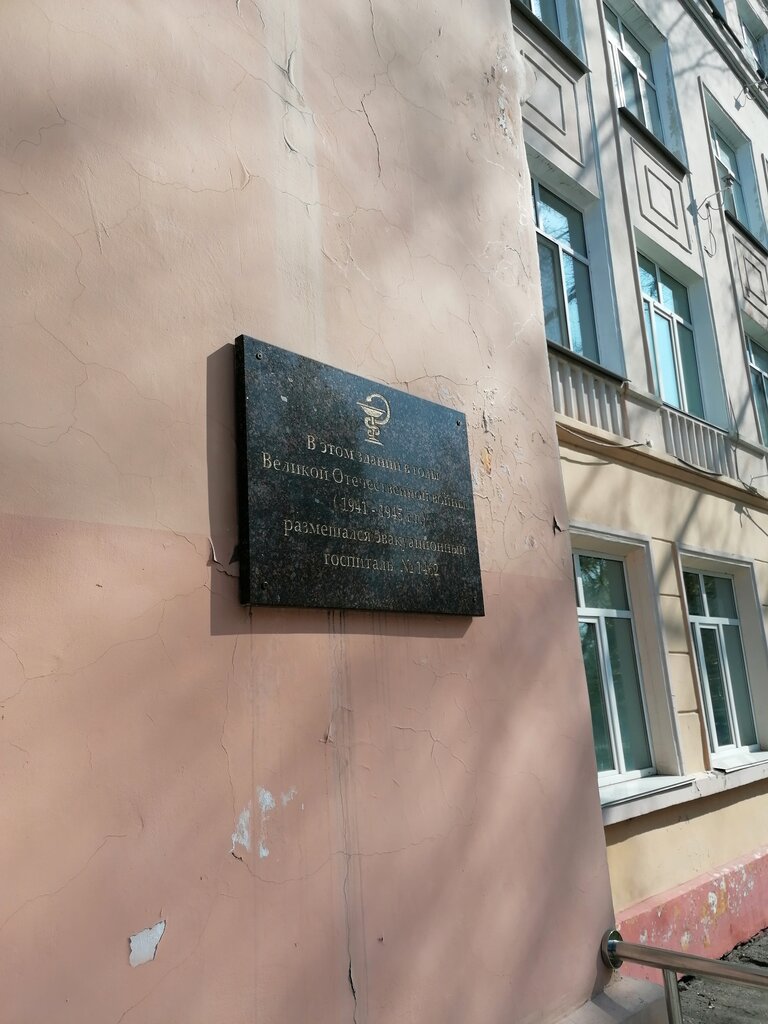 В этом здании в годы
Великой Отечественной войны
(1941 - 1945 гг.)
размещался эвакуационный
госпиталь №